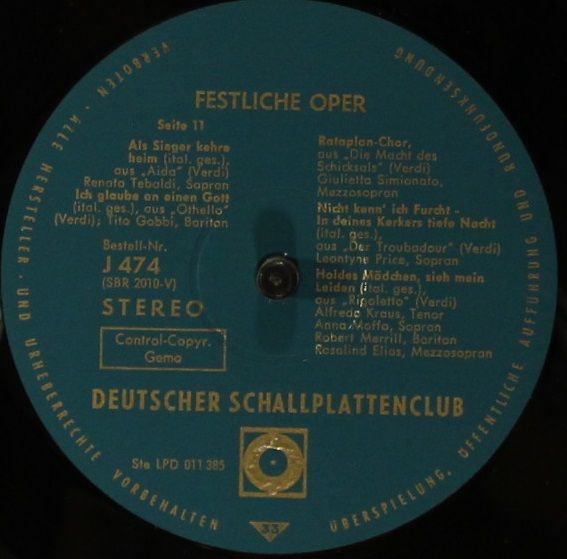 FESTLICHE OPER
Seite 11
Als Sieger kehre
heim (ital. ges.),
aus „Aida" (Verdi)
Renata Tebaldi, Sopran
Ich glaube an einen Gott
(ital. ges.), aus „Othello"
(Verdi); Tito Gobbi, Bariton
Bestell-Nr.
J 474
(SBR 2010-V)
STEREO
Control-Copyr.
Gema
Rataplan-Chor,
aus „Die Macht des
Schicksals" (Verdi)
Giulietta Simionato,
Mezzosopran
Nicht kenn' ich Furcht -
In deines Kerkers tiefe Nacht
(ital. ges.),
aus „Der Troubadour" (Verdi)
Leontyne Price, Sopran
Holdes Mädchen, sieh mein
Leiden (ital. ges.),
aus „Rigoletto" (Verdi)
Alfredo Kraus, Tenor
Anna Moffo, Sopran
Robert Merrill, Bariton
Rosalind Elias, Mezzosopran
DEUTSCHER SCHALLPLATTENCLUB
Ste LPD 011 385
33
ALLE HERSTELLER- UND URHEBERRECHTE VORBEHALTEN
ÜBERSPIELUNG, ÖFFENTLICHE AUFFÜHRUNG UND RUNDFUNKSENDUNG VERBOTEN ·